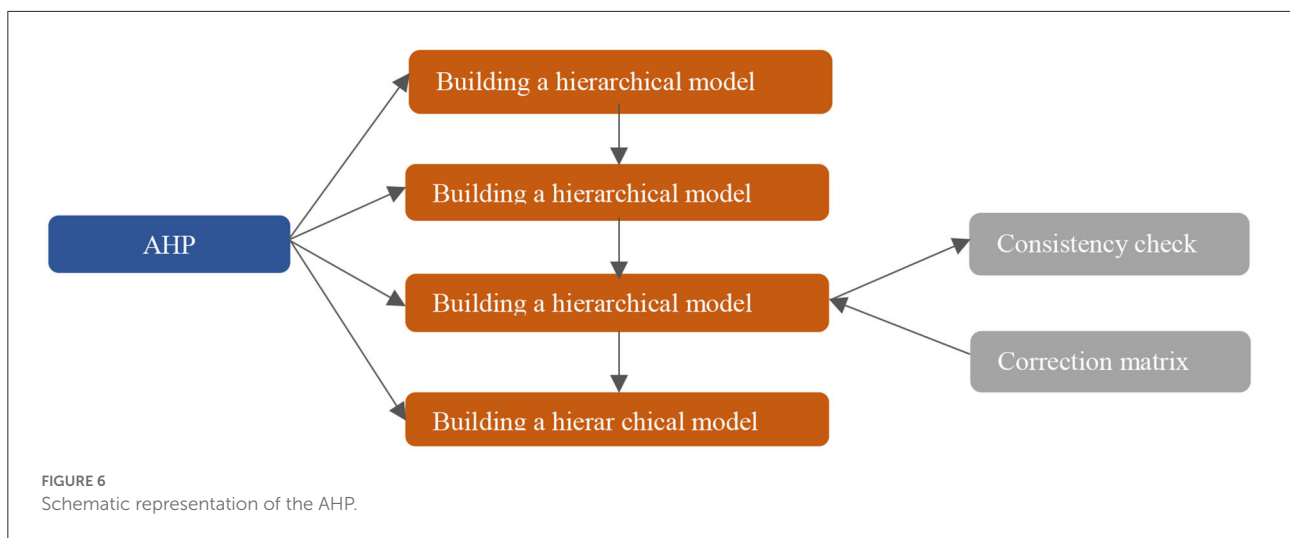 Building a hierarchical model
Building a hierarchical model
AHP
Consistency check
Building a hierarchical model
Correction matrix
Building a hierar chical model
FIGURE 6
Schematic representation of the AHP.